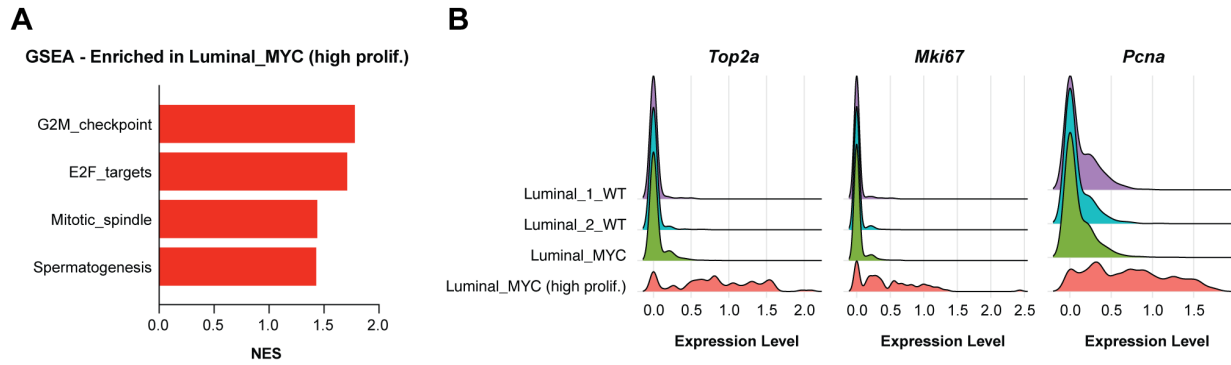 A
GSEA - Enriched in Luminal_MYC (high prolif.)
G2M_checkpoint
E2F_targets
Mitotic_spindle
Spermatogenesis
0.0 0.5 1.0 1.5 2.0
NES
B
Top2a Mki67 Pcna
Luminal_1_WT
Luminal_2_WT
Luminal_MYC
Luminal_MYC (high prolif.)
0.0 0.5 1.0 1.5 2.0 0.0 0.5 1.0 1.5 2.0 2.5 0.0 0.5 1.0 1.5
Expression Level Expression Level Expression Level